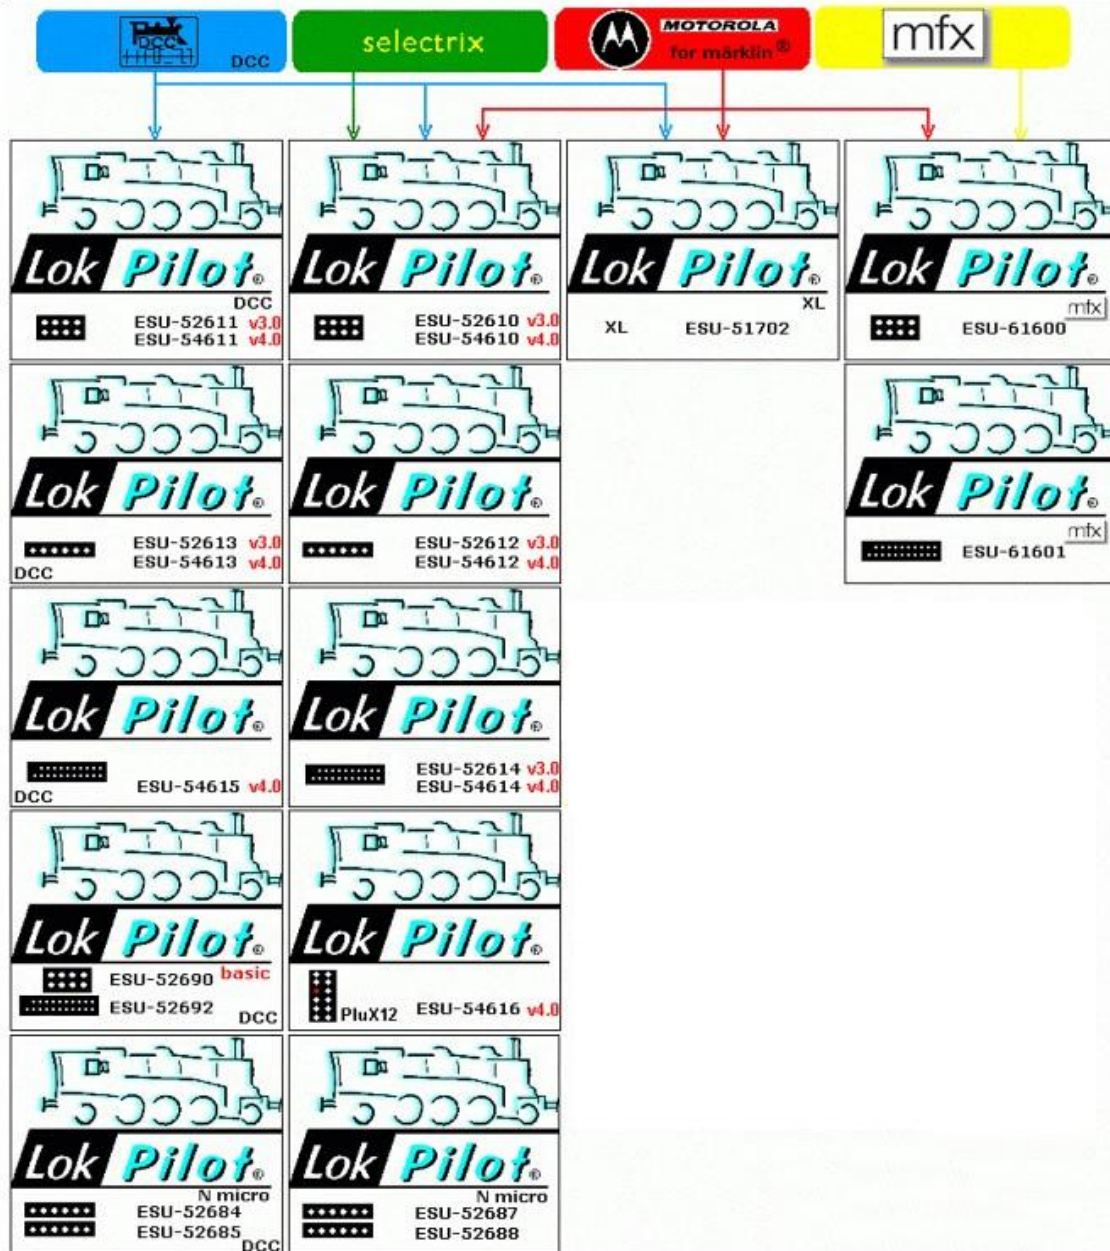 DCC
DCC
selectrix
MOTOROLA
for märklin®
mfx
Lok Pilot®
DCC
ESU-52611 v3.0
ESU-54611 v4.0
Lok Pilot®
ESU-52610 v3.0
ESU-54610 v4.0
Lok Pilot®
XL
XL ESU-51702
Lok Pilot®
mfx
ESU-61600
Lok Pilot®
ESU-52613 v3.0
ESU-54613 v4.0
DCC
Lok Pilot®
ESU-52612 v3.0
ESU-54612 v4.0
Lok Pilot®
mfx
ESU-61601
Lok Pilot®
ESU-54615 v4.0
DCC
Lok Pilot®
ESU-52614 v3.0
ESU-54614 v4.0
Lok Pilot®
ESU-52690 basic
ESU-52692
DCC
Lok Pilot®
PluX12 ESU-54616 v4.0
Lok Pilot®
N micro
ESU-52684
ESU-52685
DCC
Lok Pilot®
N micro
ESU-52687
ESU-52688